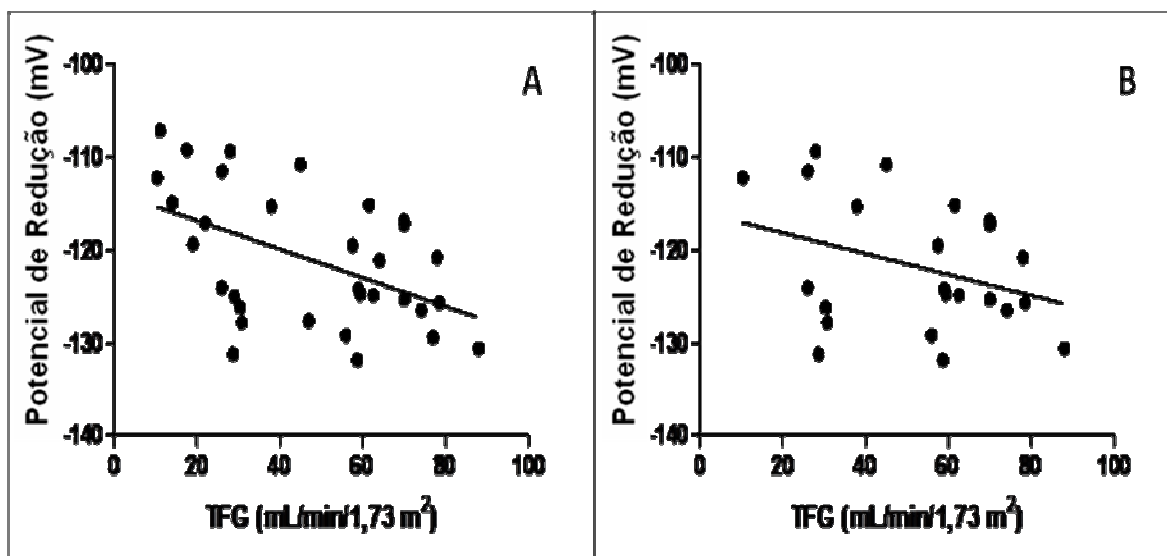 A
Potencial de Redução (mV)
-100
-110
-120
-130
-140
0 20 40 60 80 100
TFG (mL/min/1,73 m²)
B
Potencial de Redução (mV)
-100
-110
-120
-130
-140
0 20 40 60 80 100
TFG (mL/min/1,73 m²)